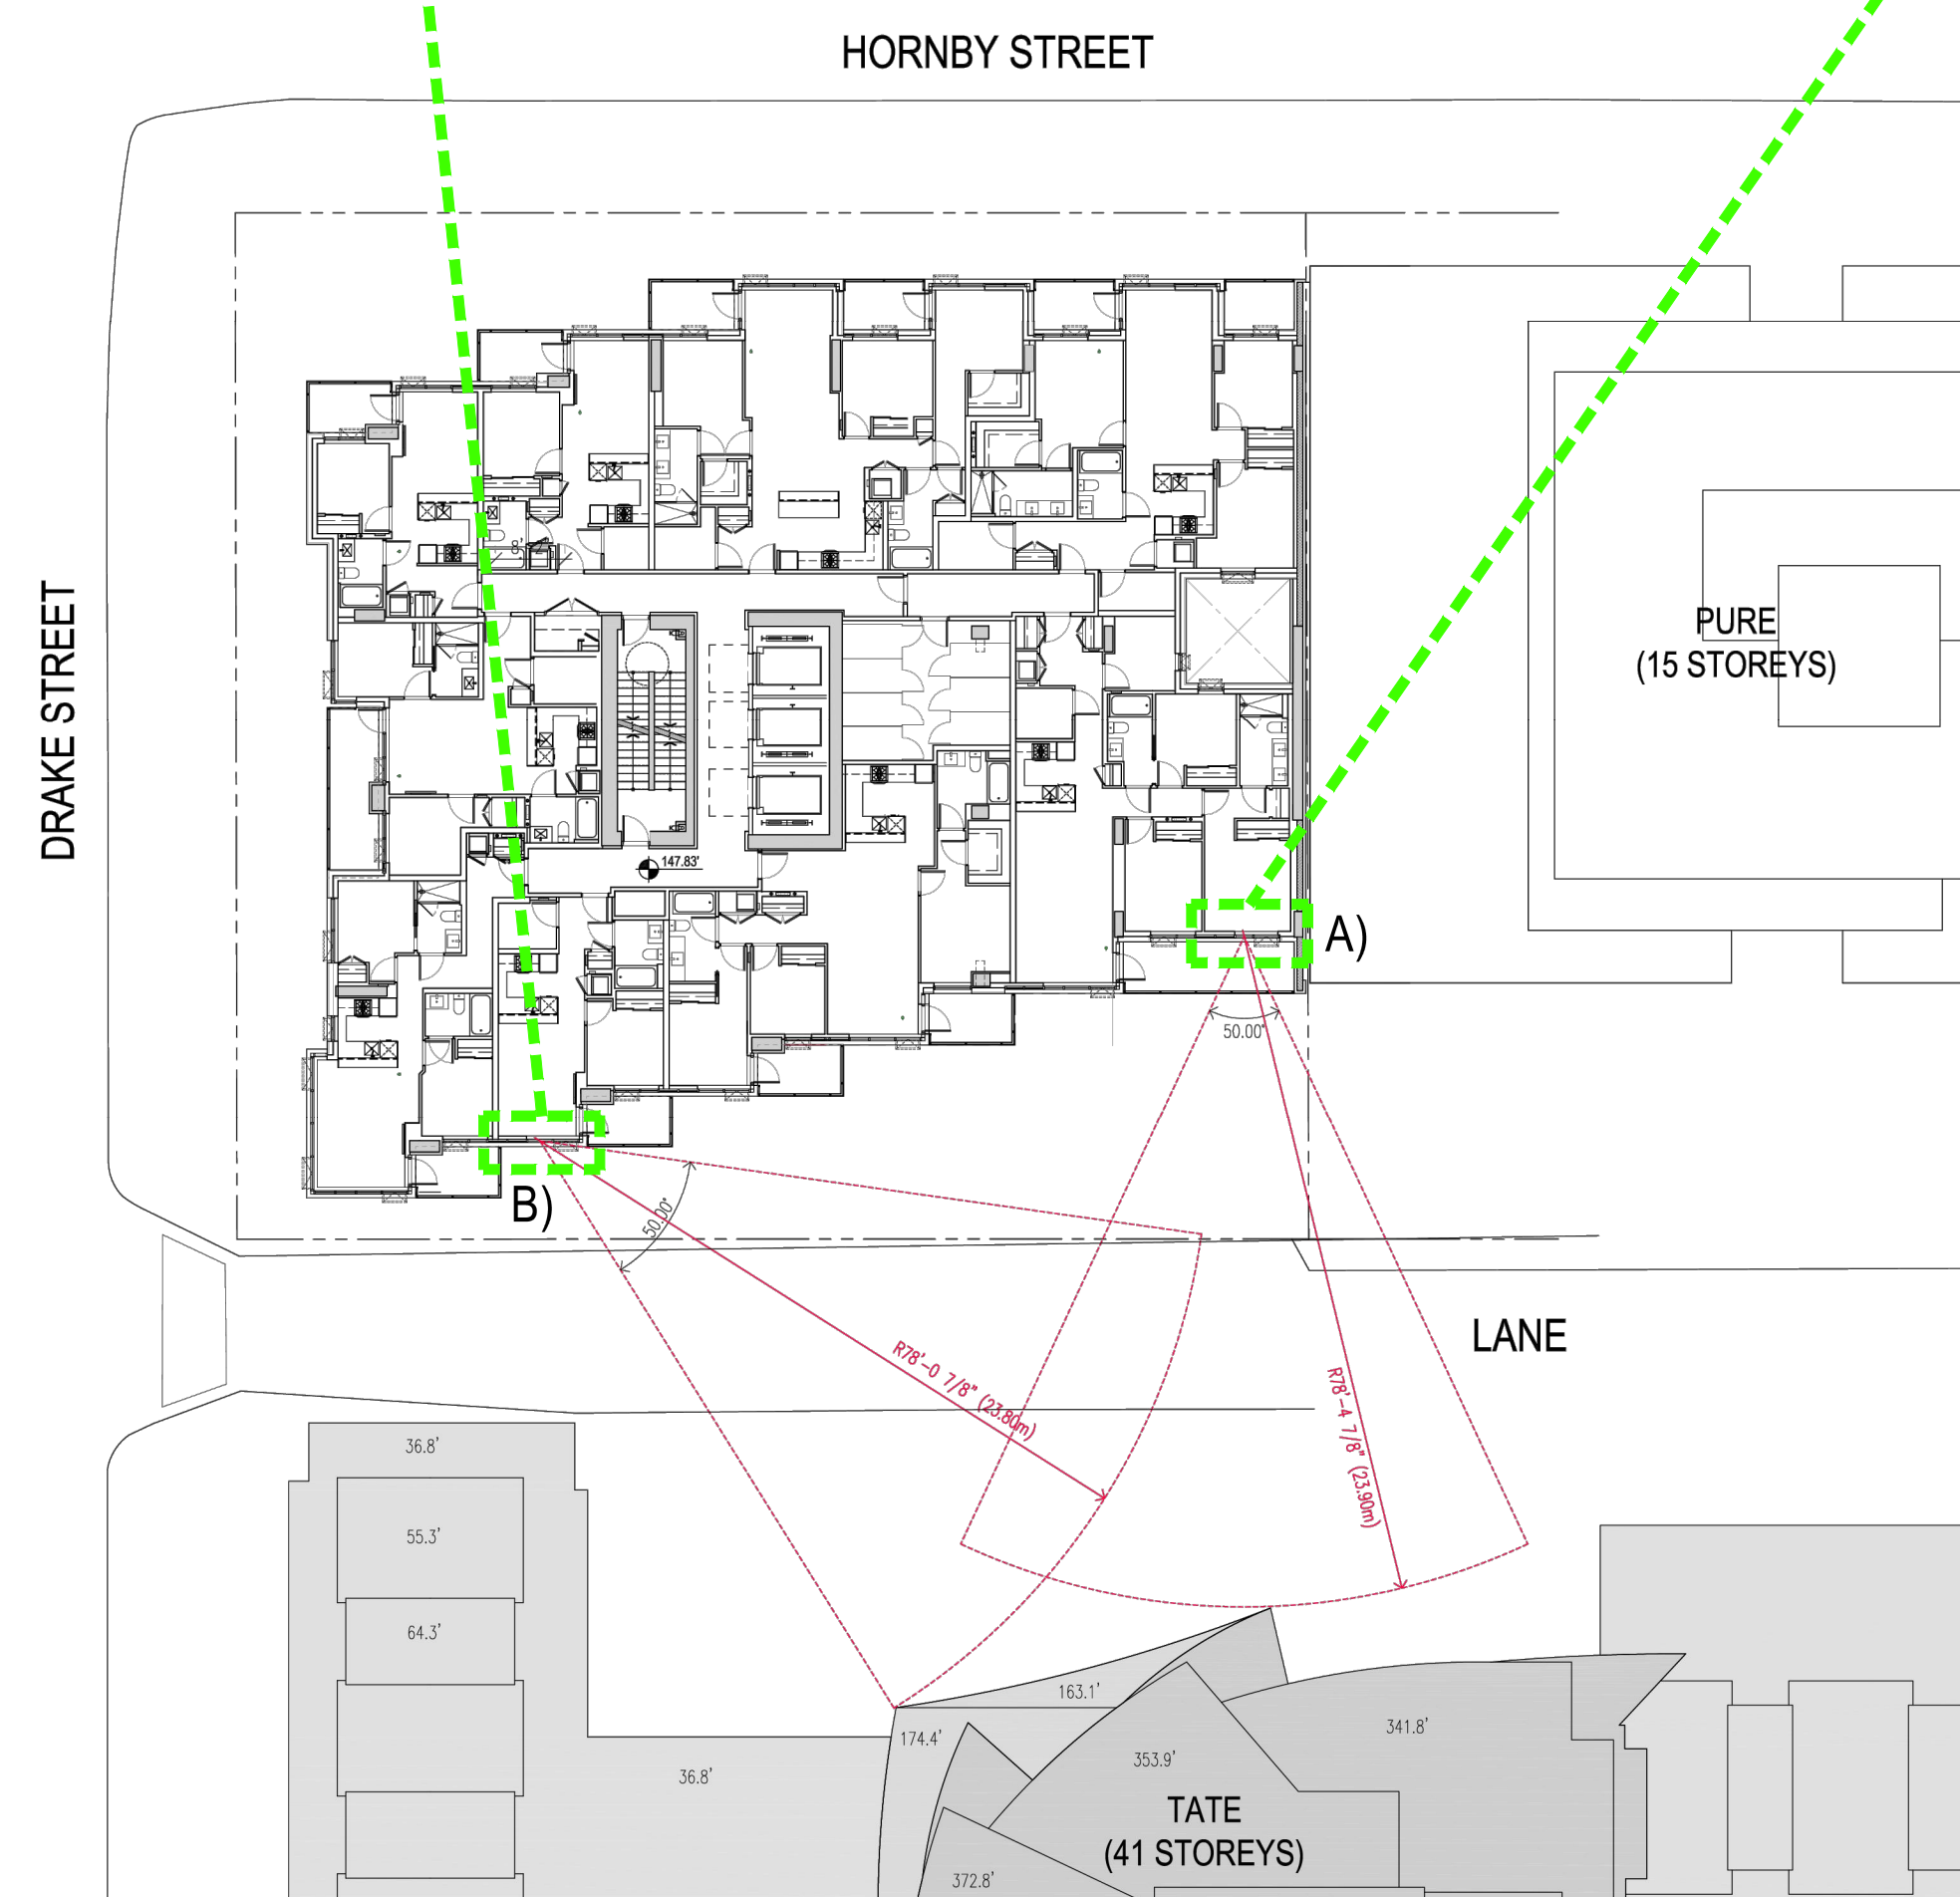 HORNBY STREET
DRAKE STREET
PURE
(15 STOREYS)
147.83'
A)
50.00°
B)
50.00°
LANE
R78'-0 7/8" (23.80m)
R78'-4 7/8" (23.90m)
36.8'
55.3'
64.3'
163.1'
174.4'
341.8'
353.9'
36.8'
TATE
(41 STOREYS)
372.8'